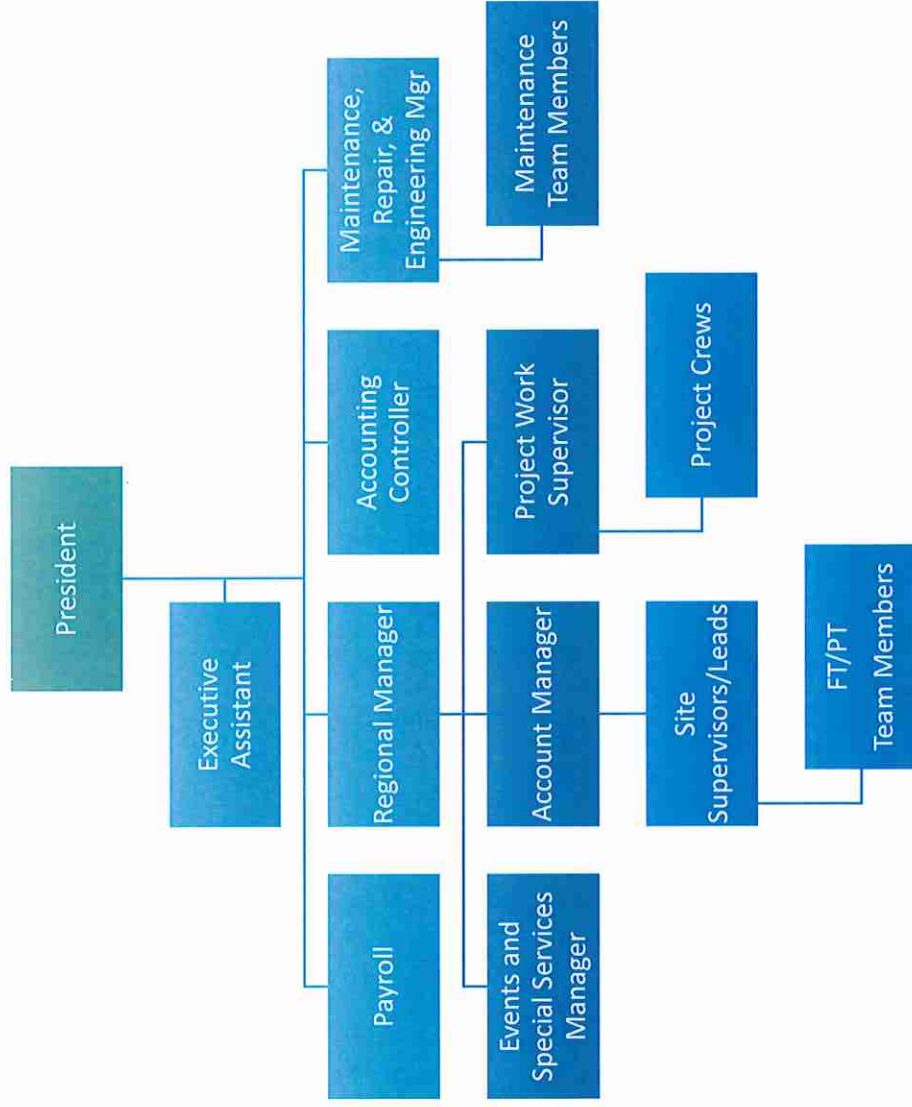 President
Executive
Assistant
Payroll
Regional Manager
Accounting
Controller
Maintenance,
Repair, &
Engineering Mgr
Events and
Special Services
Manager
Account Manager
Project Work
Supervisor
Maintenance
Team Members
Site
Supervisors/Leads
Project Crews
FT/PT
Team Members